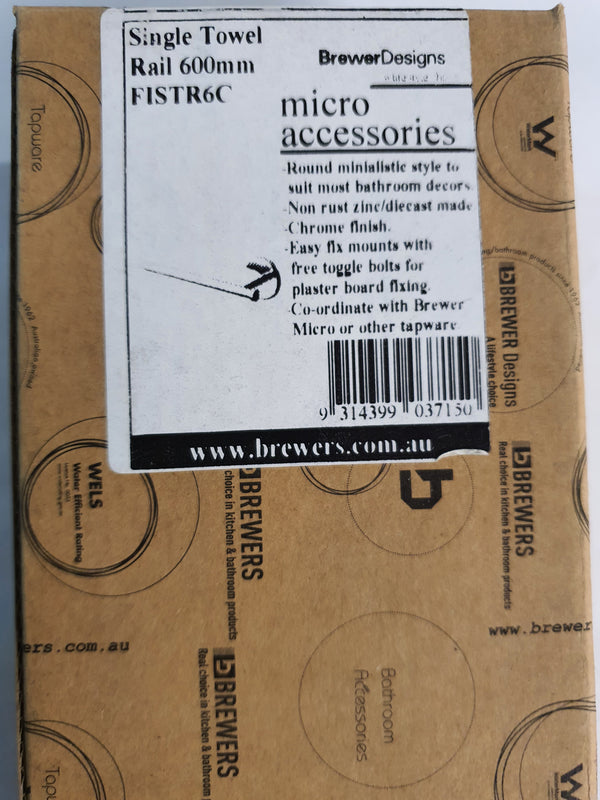 Single Towel
Rail 600mm
FISTR6C
BrewerDesigns
micro
accessories
-Round minialistic style to
suit most bathroom decors.
-Non rust zinc/diecast made
-Chrome finish.
-Easy fix mounts with
free toggle bolts for
plaster board fixing.
-Co-ordinate with Brewer
Micro or other tapware.
9 314399 037150
www.brewers.com.au
Tapware
W
BREWER Designs
A lifestyle choice
WELS
Water Efficient Rating
BREWERS
choice in kitchen & bathroom products
b
BREWERS
Real choice in kitchen & bathroom products
www.brewer
ers.com.au
BREWERS
Real choice in kitchen & bathroom
Bathroom
Accessories
Tap
W